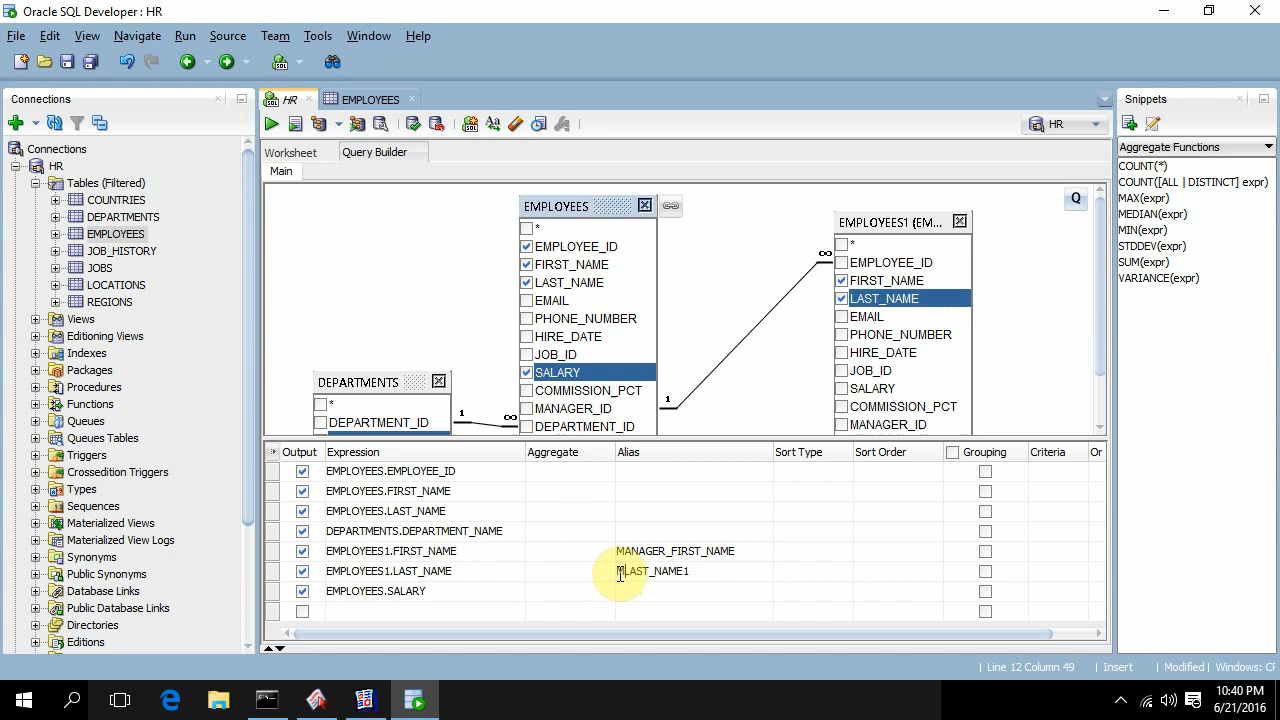 Oracle SQL Developer : HR
File Edit View Navigate Run Source Team Tools Window Help
Connections
Connections
HR
Tables (Filtered)
COUNTRIES
DEPARTMENTS
EMPLOYEES
JOB_HISTORY
JOBS
LOCATIONS
REGIONS
Views
Editioning Views
Indexes
Packages
Procedures
Functions
Queues
Queues Tables
Triggers
Crossedition Triggers
Types
Sequences
Materialized Views
Materialized View Logs
Synonyms
Public Synonyms
Database Links
Public Database Links
Directories
Editions
HR EMPLOYEES
HR
Worksheet Query Builder
Main
Q
EMPLOYEES
*
EMPLOYEE_ID
FIRST_NAME
LAST_NAME
EMAIL
PHONE_NUMBER
HIRE_DATE
JOB_ID
SALARY
COMMISSION_PCT
MANAGER_ID
DEPARTMENT_ID
EMPLOYEES1 (EM...
*
EMPLOYEE_ID
FIRST_NAME
LAST_NAME
EMAIL
PHONE_NUMBER
HIRE_DATE
JOB_ID
SALARY
COMMISSION_PCT
MANAGER_ID
DEPARTMENTS
*
DEPARTMENT_ID
1 ∞
1 ∞
Output Expression Aggregate Alias Sort Type Sort Order Grouping Criteria Or
EMPLOYEES.EMPLOYEE_ID
EMPLOYEES.FIRST_NAME
EMPLOYEES.LAST_NAME
DEPARTMENTS.DEPARTMENT_NAME
EMPLOYEES1.FIRST_NAME MANAGER_FIRST_NAME
EMPLOYEES1.LAST_NAME
EMPLOYEES.SALARY
Snippets
Aggregate Functions
COUNT(*)
COUNT([ALL | DISTINCT] expr)
MAX(expr)
MEDIAN(expr)
MIN(expr)
STDDEV(expr)
SUM(expr)
VARIANCE(expr)
Line 12 Column 49 Insert Modified Windows: CF
10:40 PM
6/21/2016